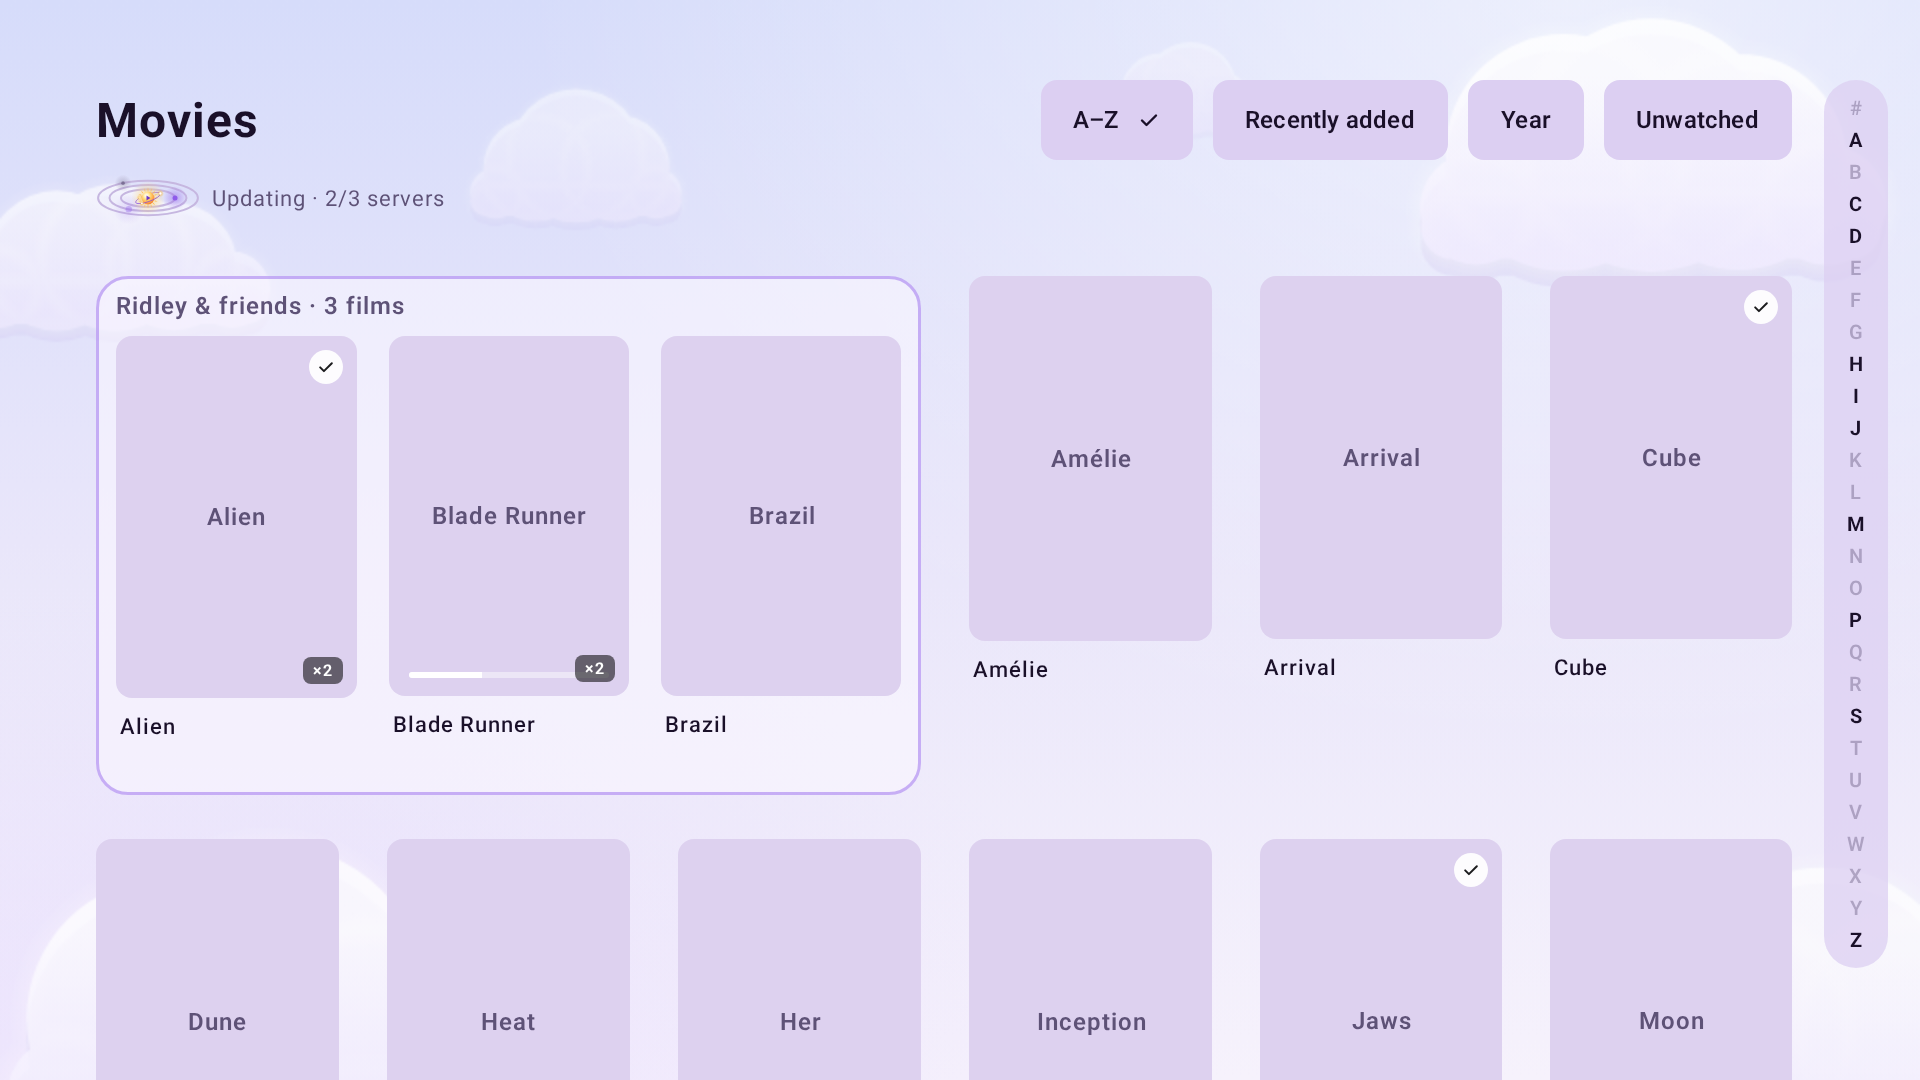 Movies
A–Z
Recently added
Year
Unwatched
Updating · 2/3 servers
Ridley & friends · 3 films
Alien
×2
Alien
Blade Runner
×2
Blade Runner
Brazil
Brazil
Amélie
Amélie
Arrival
Arrival
Cube
Cube
Dune
Heat
Her
Inception
Jaws
Moon
#
A
B
C
D
E
F
G
H
I
J
K
L
M
N
O
P
Q
R
S
T
U
V
W
X
Y
Z